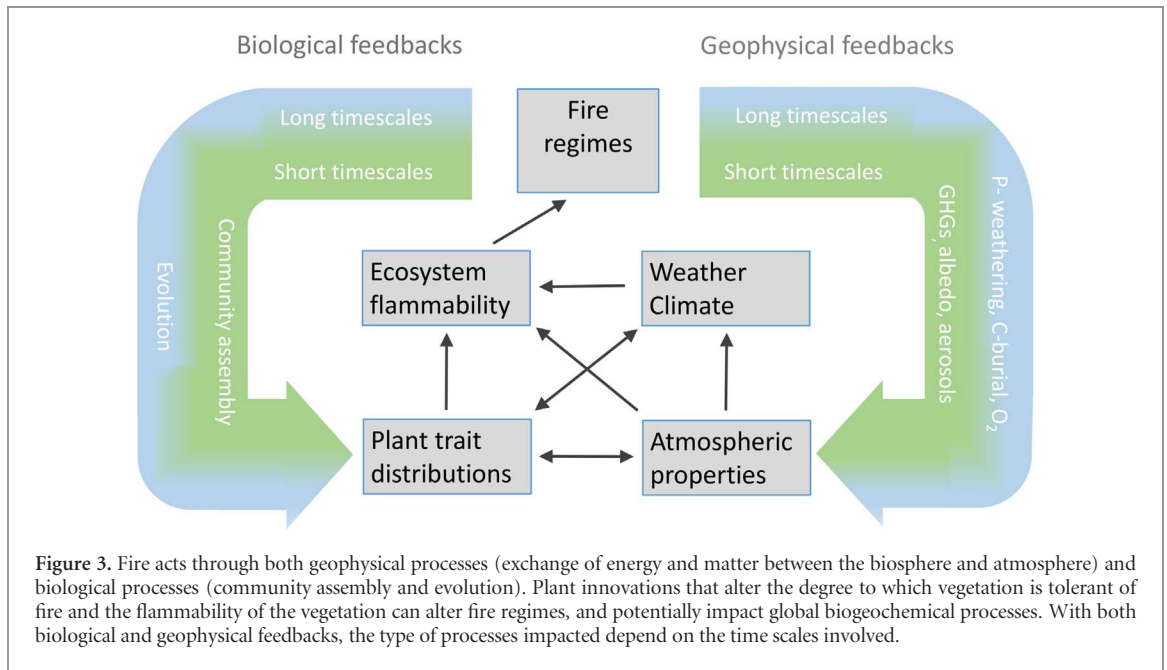 Biological feedbacks
Geophysical feedbacks
Long timescales
Short timescales
Community assembly
Evolution
Fire
regimes
Long timescales
Short timescales
GHGs, albedo, aerosols
P- weathering, C-burial, O₂
Ecosystem
flammability
Weather
Climate
Plant trait
distributions
Atmospheric
properties
Figure 3. Fire acts through both geophysical processes (exchange of energy and matter between the biosphere and atmosphere) and
biological processes (community assembly and evolution). Plant innovations that alter the degree to which vegetation is tolerant of
fire and the flammability of the vegetation can alter fire regimes, and potentially impact global biogeochemical processes. With both
biological and geophysical feedbacks, the type of processes impacted depend on the time scales involved.